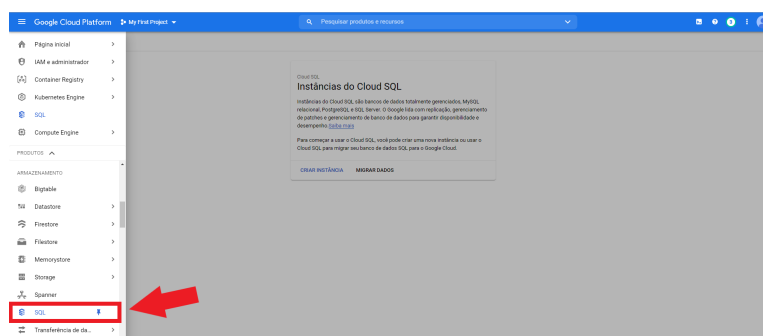 Google Cloud Platform
My First Project
Pesquisar produtos e recursos
Página inicial
IAM e administrador
Container Registry
Kubernetes Engine
SQL
Compute Engine
PRODUTOS
ARMAZENAMENTO
Bigtable
Datastore
Firestore
Filestore
Memorystore
Storage
Spanner
SQL
Transferência de da...
Cloud SQL
Instâncias do Cloud SQL
Instâncias do Cloud SQL são bancos de dados totalmente gerenciados, MySQL
relacional, PostgreSQL e SQL Server. O Google lida com replicação, gerenciamento
de patches e gerenciamento de banco de dados para garantir disponibilidade e
desempenho Saiba mais
Para começar a usar o Cloud SQL, você pode criar uma nova instância ou usar o
Cloud SQL para migrar seu banco de dados SQL para o Google Cloud.
CRIAR INSTÂNCIA MIGRAR DADOS